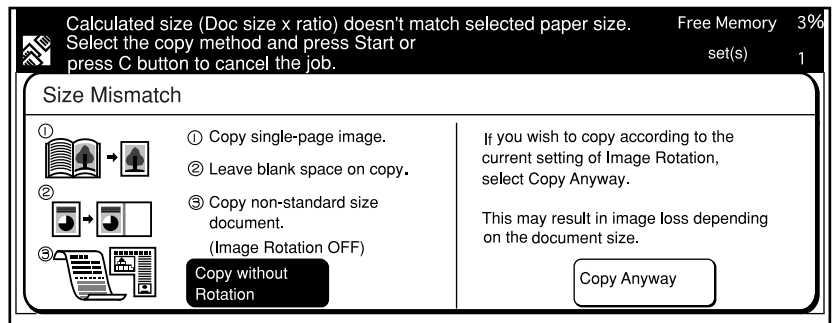 Calculated size (Doc size x ratio) doesn't match selected paper size.
Select the copy method and press Start or
press C button to cancel the job.
Free Memory 3%
set(s) 1
Size Mismatch
①
②
③
① Copy single-page image.
② Leave blank space on copy.
③ Copy non-standard size
document.
(Image Rotation OFF)
Copy without
Rotation
If you wish to copy according to the
current setting of Image Rotation,
select Copy Anyway.
This may result in image loss depending
on the document size.
Copy Anyway